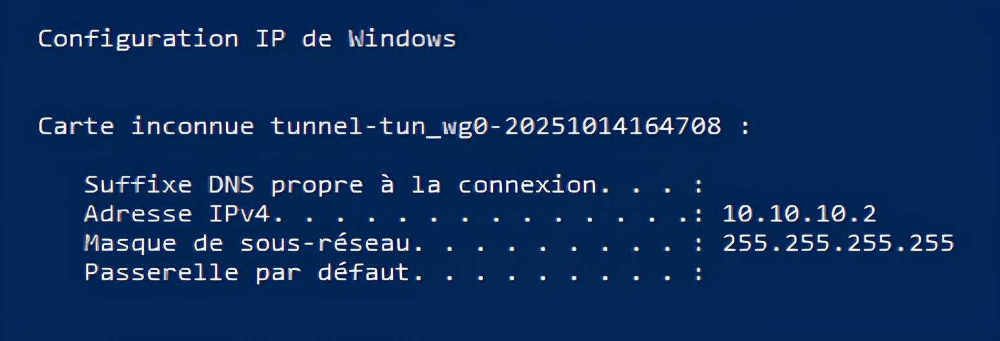 Configuration IP de Windows
Carte inconnue tunnel-tun_wg0-20251014164708 :
Suffixe DNS propre à la connexion. . . :
Adresse IPv4. . . . . . . . . . . . . .: 10.10.10.2
Masque de sous-réseau. . . . . . . . . : 255.255.255.255
Passerelle par défaut. . . . . . . . . :